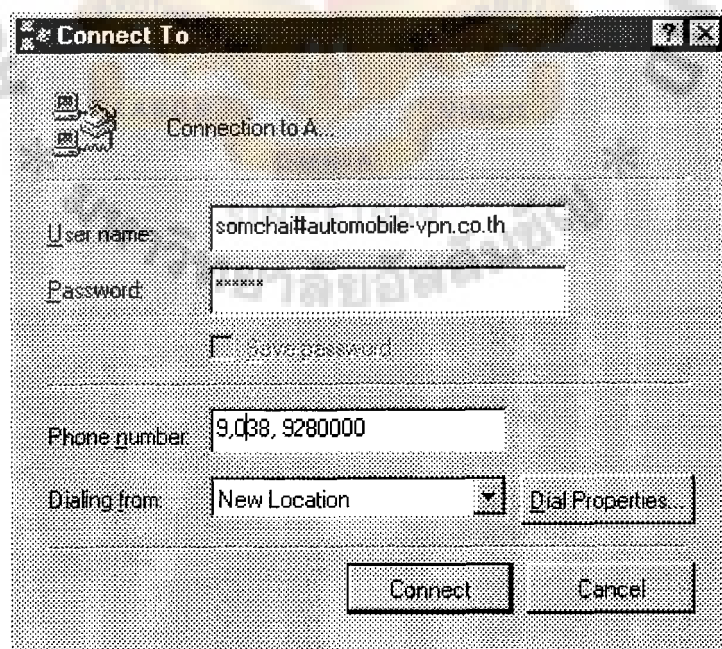 Connect To
Connection to A...
User name: somchai#automobile-vpn.co.th
Password: ******
Save password
Phone number: 9,038, 9280000
Dialing from: New Location Dial Properties...
Connect Cancel